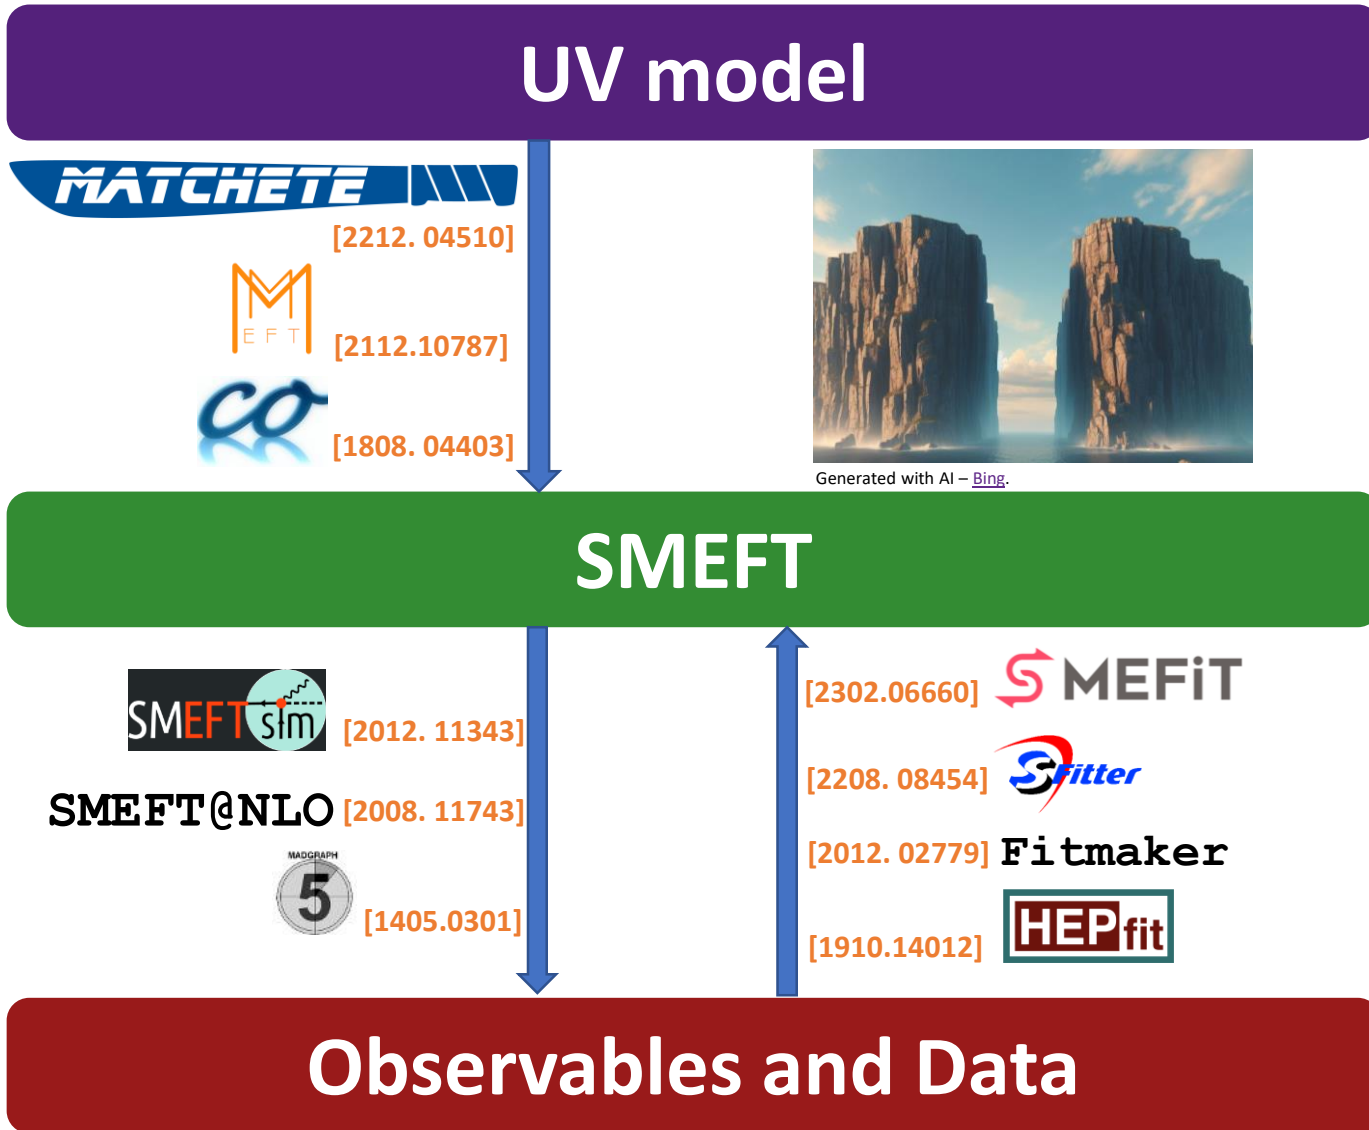 UV model
MATCHETE
[2212. 04510]
M
EFT
[2112.10787]
co
[1808. 04403]
Generated with AI – Bing.
SMEFT
SMEFT sim
[2012. 11343]
SMEFT@NLO [2008. 11743]
MADGRAPH
5
[1405.0301]
[2302.06660] SMEFiT
[2208. 08454] SFitter
[2012. 02779] Fitmaker
[1910.14012] HEPfit
Observables and Data